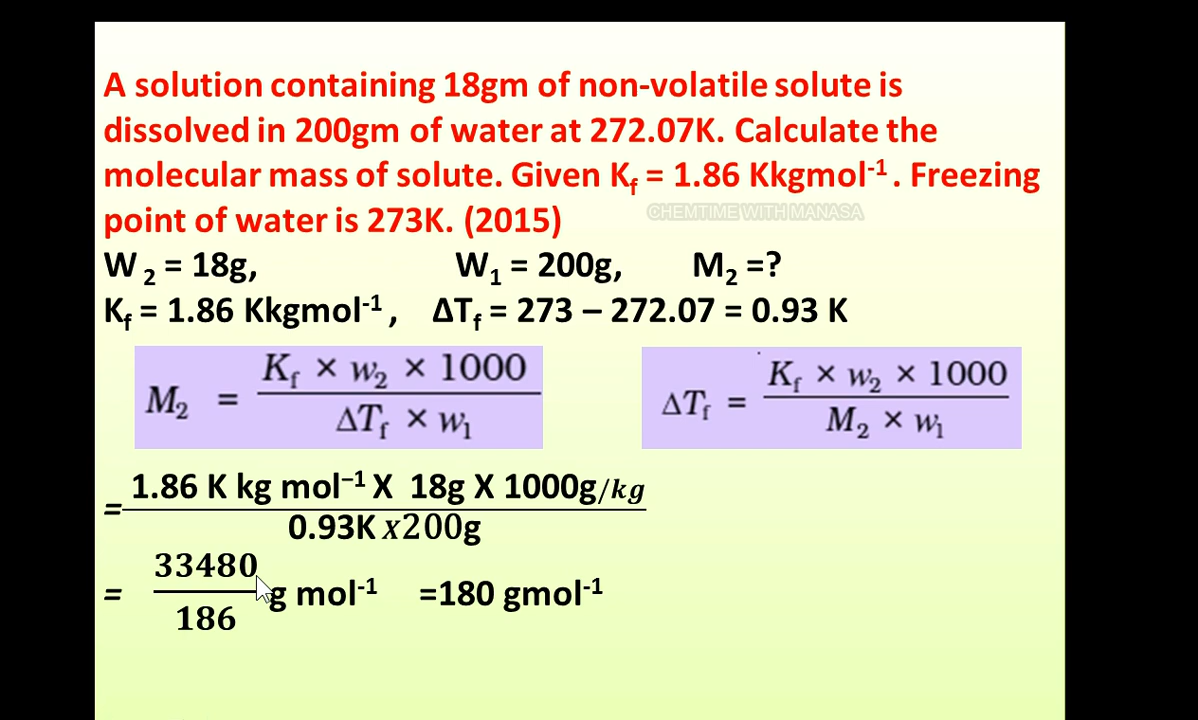 A solution containing 18gm of non-volatile solute is
dissolved in 200gm of water at 272.07K. Calculate the
molecular mass of solute. Given Kf = 1.86 Kkgmol⁻¹ . Freezing
point of water is 273K. (2015)
CHEMTIME WITH MANASA
W ₂ = 18g, W₁ = 200g, M₂ =?
Kf = 1.86 Kkgmol⁻¹ , ΔTf = 273 – 272.07 = 0.93 K
M₂ = Kf × w₂ × 1000 / ΔTf × w₁
ΔTf = Kf × w₂ × 1000 / M₂ × w₁
= 1.86 K kg mol⁻¹ X 18g X 1000g/kg
0.93K x200g
= 33480 / 186 g mol⁻¹ =180 gmol⁻¹